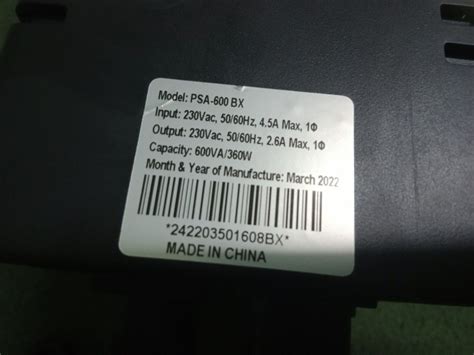 Model: PSA-600 BX
Input: 230Vac, 50/60Hz, 4.5A Max, 1Φ
Output: 230Vac, 50/60Hz, 2.6A Max, 1Φ
Capacity: 600VA/360W
Month & Year of Manufacture: March 2022
*242203501608BX*
MADE IN CHINA